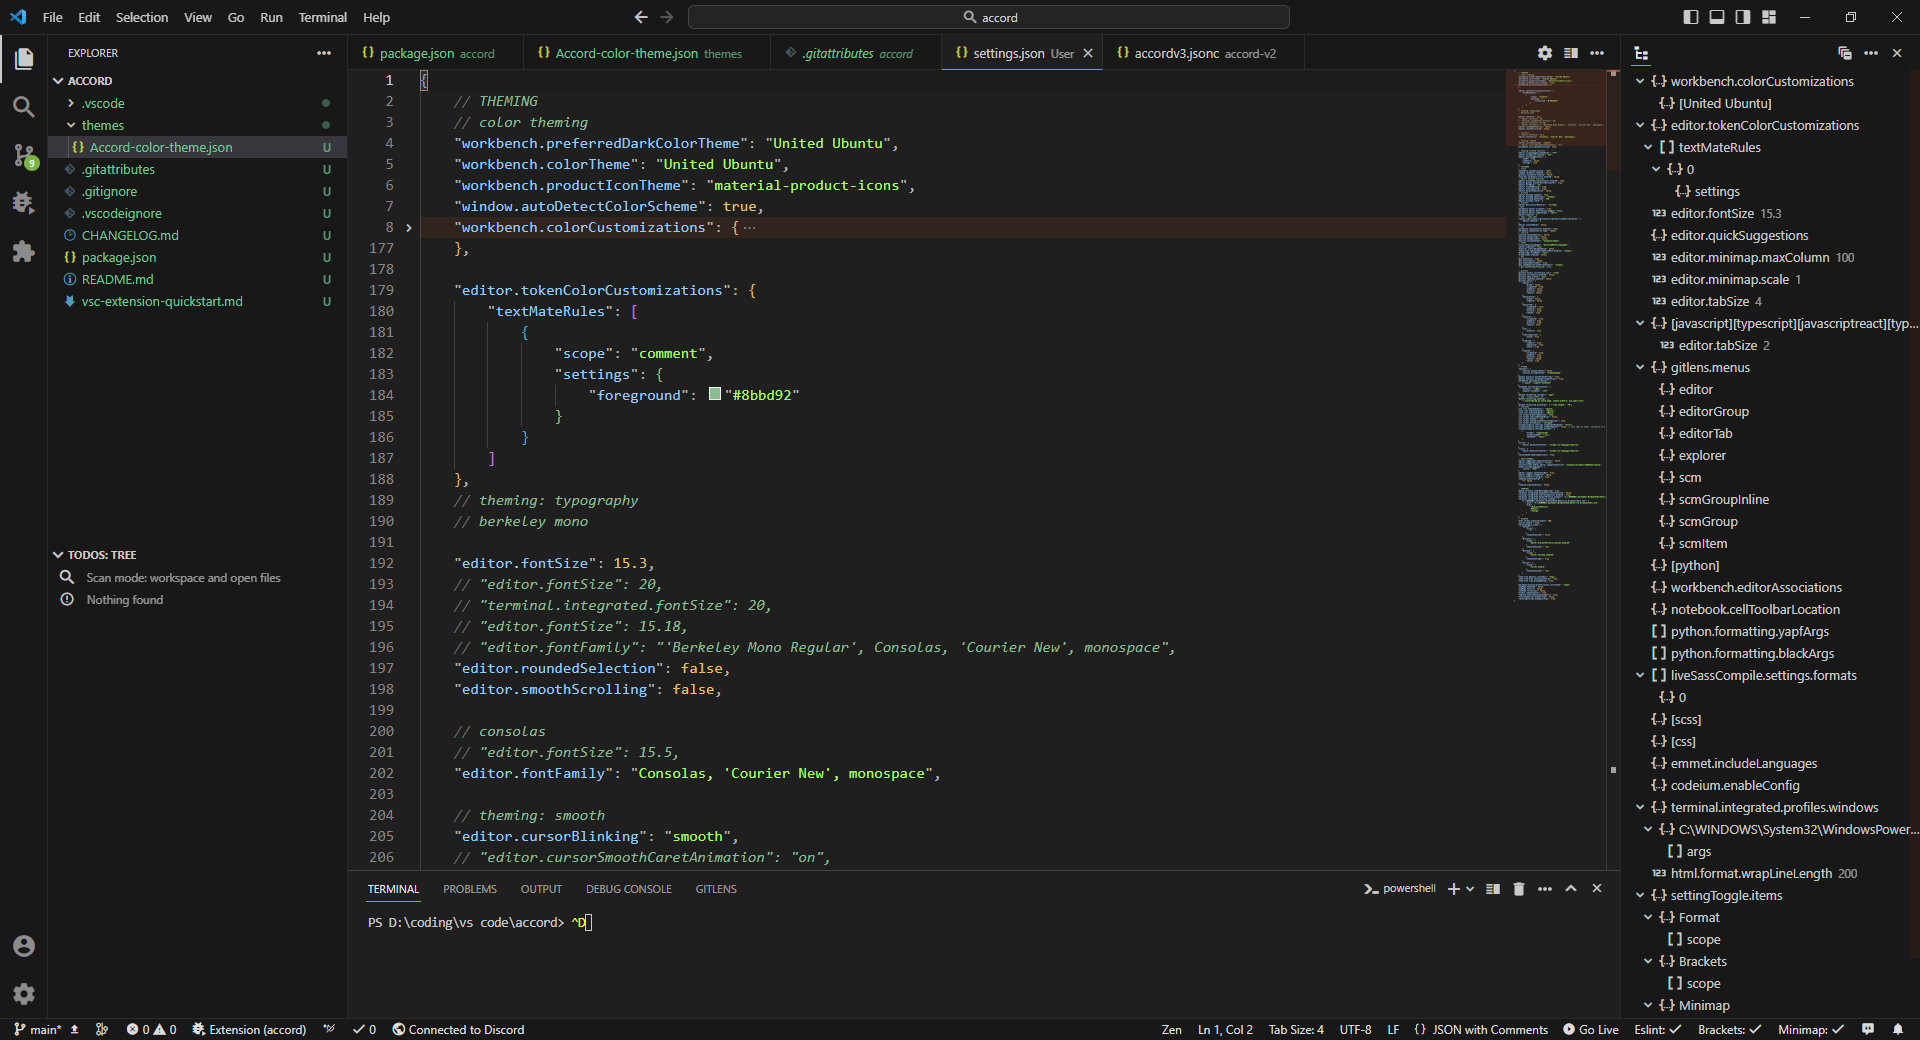 File Edit Selection View Go Run Terminal Help
accord
EXPLORER
ACCORD
.vscode
themes
{} Accord-color-theme.json U
.gitattributes U
.gitignore U
.vscodeignore U
CHANGELOG.md U
{} package.json U
README.md U
vsc-extension-quickstart.md U
9
TODOS: TREE
Scan mode: workspace and open files
Nothing found
{} package.json accord
{} Accord-color-theme.json themes
.gitattributes accord
{} settings.json User
{} accordv3.jsonc accord-v2
1 {
2 // THEMING
3 // color theming
4 "workbench.preferredDarkColorTheme": "United Ubuntu",
5 "workbench.colorTheme": "United Ubuntu",
6 "workbench.productIconTheme": "material-product-icons",
7 "window.autoDetectColorScheme": true,
8 "workbench.colorCustomizations": { ···
177 },
178
179 "editor.tokenColorCustomizations": {
180 "textMateRules": [
181 {
182 "scope": "comment",
183 "settings": {
184 "foreground": "#8bbd92"
185 }
186 }
187 ]
188 },
189 // theming: typography
190 // berkeley mono
191
192 "editor.fontSize": 15.3,
193 // "editor.fontSize": 20,
194 // "terminal.integrated.fontSize": 20,
195 // "editor.fontSize": 15.18,
196 // "editor.fontFamily": "'Berkeley Mono Regular', Consolas, 'Courier New', monospace",
197 "editor.roundedSelection": false,
198 "editor.smoothScrolling": false,
199
200 // consolas
201 // "editor.fontSize": 15.5,
202 "editor.fontFamily": "Consolas, 'Courier New', monospace",
203
204 // theming: smooth
205 "editor.cursorBlinking": "smooth",
206 // "editor.cursorSmoothCaretAnimation": "on",
TERMINAL PROBLEMS OUTPUT DEBUG CONSOLE GITLENS
powershell
PS D:\coding\vs code\accord> ^D
{..} workbench.colorCustomizations
{..} [United Ubuntu]
{..} editor.tokenColorCustomizations
[ ] textMateRules
{..} 0
{..} settings
123 editor.fontSize 15.3
{..} editor.quickSuggestions
123 editor.minimap.maxColumn 100
123 editor.minimap.scale 1
123 editor.tabSize 4
{..} [javascript][typescript][javascriptreact][typ...
123 editor.tabSize 2
{..} gitlens.menus
{..} editor
{..} editorGroup
{..} editorTab
{..} explorer
{..} scm
{..} scmGroupInline
{..} scmGroup
{..} scmItem
{..} [python]
{..} workbench.editorAssociations
{..} notebook.cellToolbarLocation
[ ] python.formatting.yapfArgs
[ ] python.formatting.blackArgs
[ ] liveSassCompile.settings.formats
{..} 0
{..} [scss]
{..} [css]
{..} emmet.includeLanguages
{..} codeium.enableConfig
{..} terminal.integrated.profiles.windows
{..} C:\WINDOWS\System32\WindowsPower...
[ ] args
123 html.format.wrapLineLength 200
{..} settingToggle.items
{..} Format
[ ] scope
{..} Brackets
[ ] scope
{..} Minimap
main* 0 0 Extension (accord) 0 Connected to Discord Zen Ln 1, Col 2 Tab Size: 4 UTF-8 LF {} JSON with Comments Go Live Eslint: ✓ Brackets: ✓ Minimap: ✓